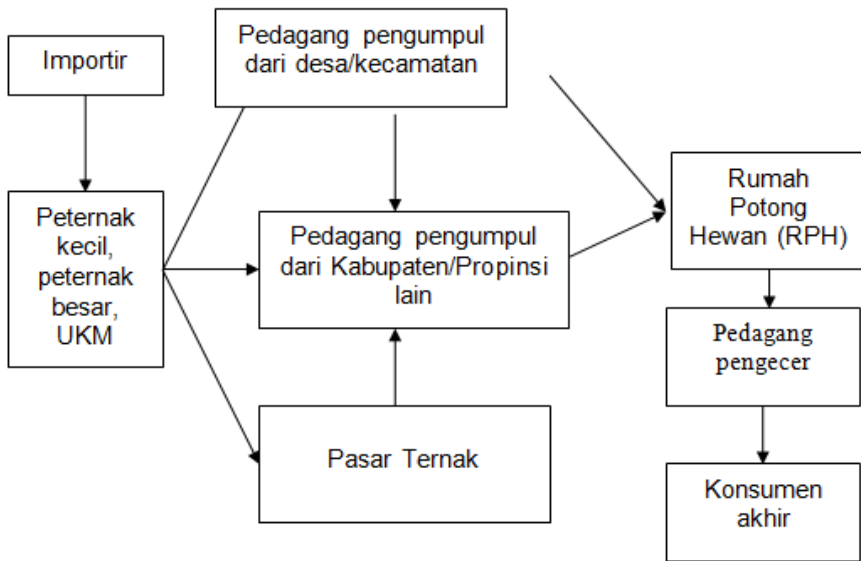 Importir
Pedagang pengumpul
dari desa/kecamatan
Peternak
kecil,
peternak
besar,
UKM
Pedagang pengumpul
dari Kabupaten/Propinsi
lain
Pasar Ternak
Rumah
Potong
Hewan (RPH)
Pedagang
pengecer
Konsumen
akhir